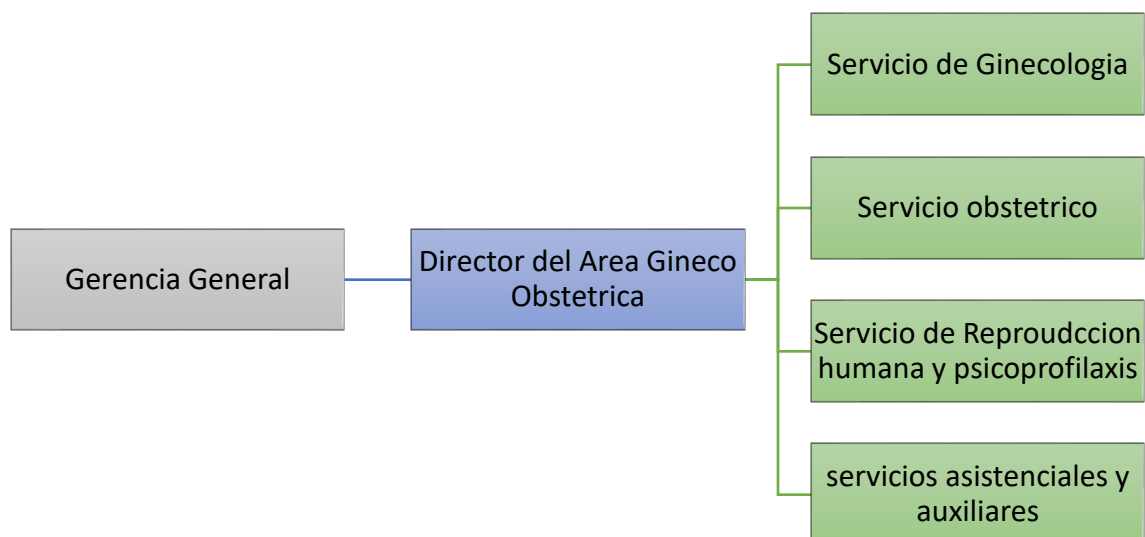 Gerencia General
Director del Area Gineco
Obstetrica
Servicio de Ginecologia
Servicio obstetrico
Servicio de Reproudccion
humana y psicoprofilaxis
servicios asistenciales y
auxiliares